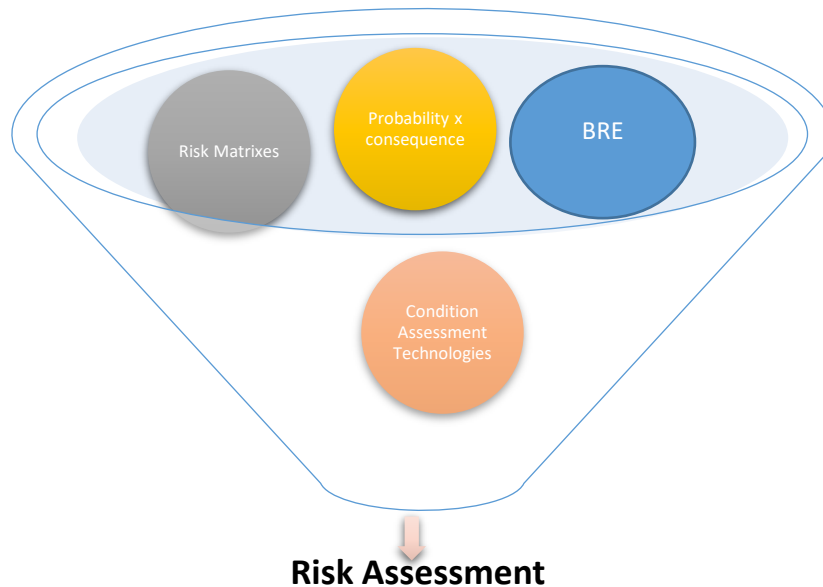 Risk Matrixes
Probability x
consequence
BRE
Condition
Assessment
Technologies
Risk Assessment